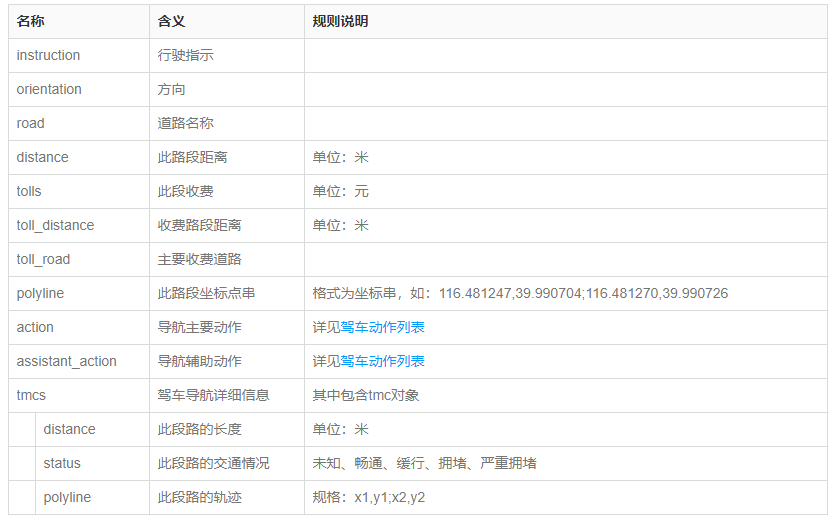 名称 含义 规则说明
instruction 行驶指示
orientation 方向
road 道路名称
distance 此路段距离 单位：米
tolls 此段收费 单位：元
toll_distance 收费路段距离 单位：米
toll_road 主要收费道路
polyline 此路段坐标点串 格式为坐标串，如：116.481247,39.990704;116.481270,39.990726
action 导航主要动作 详见驾车动作列表
assistant_action 导航辅助动作 详见驾车动作列表
tmcs 驾车导航详细信息 其中包含tmc对象
distance 此段路的长度 单位：米
status 此段路的交通情况 未知、畅通、缓行、拥堵、严重拥堵
polyline 此段路的轨迹 规格：x1,y1;x2,y2